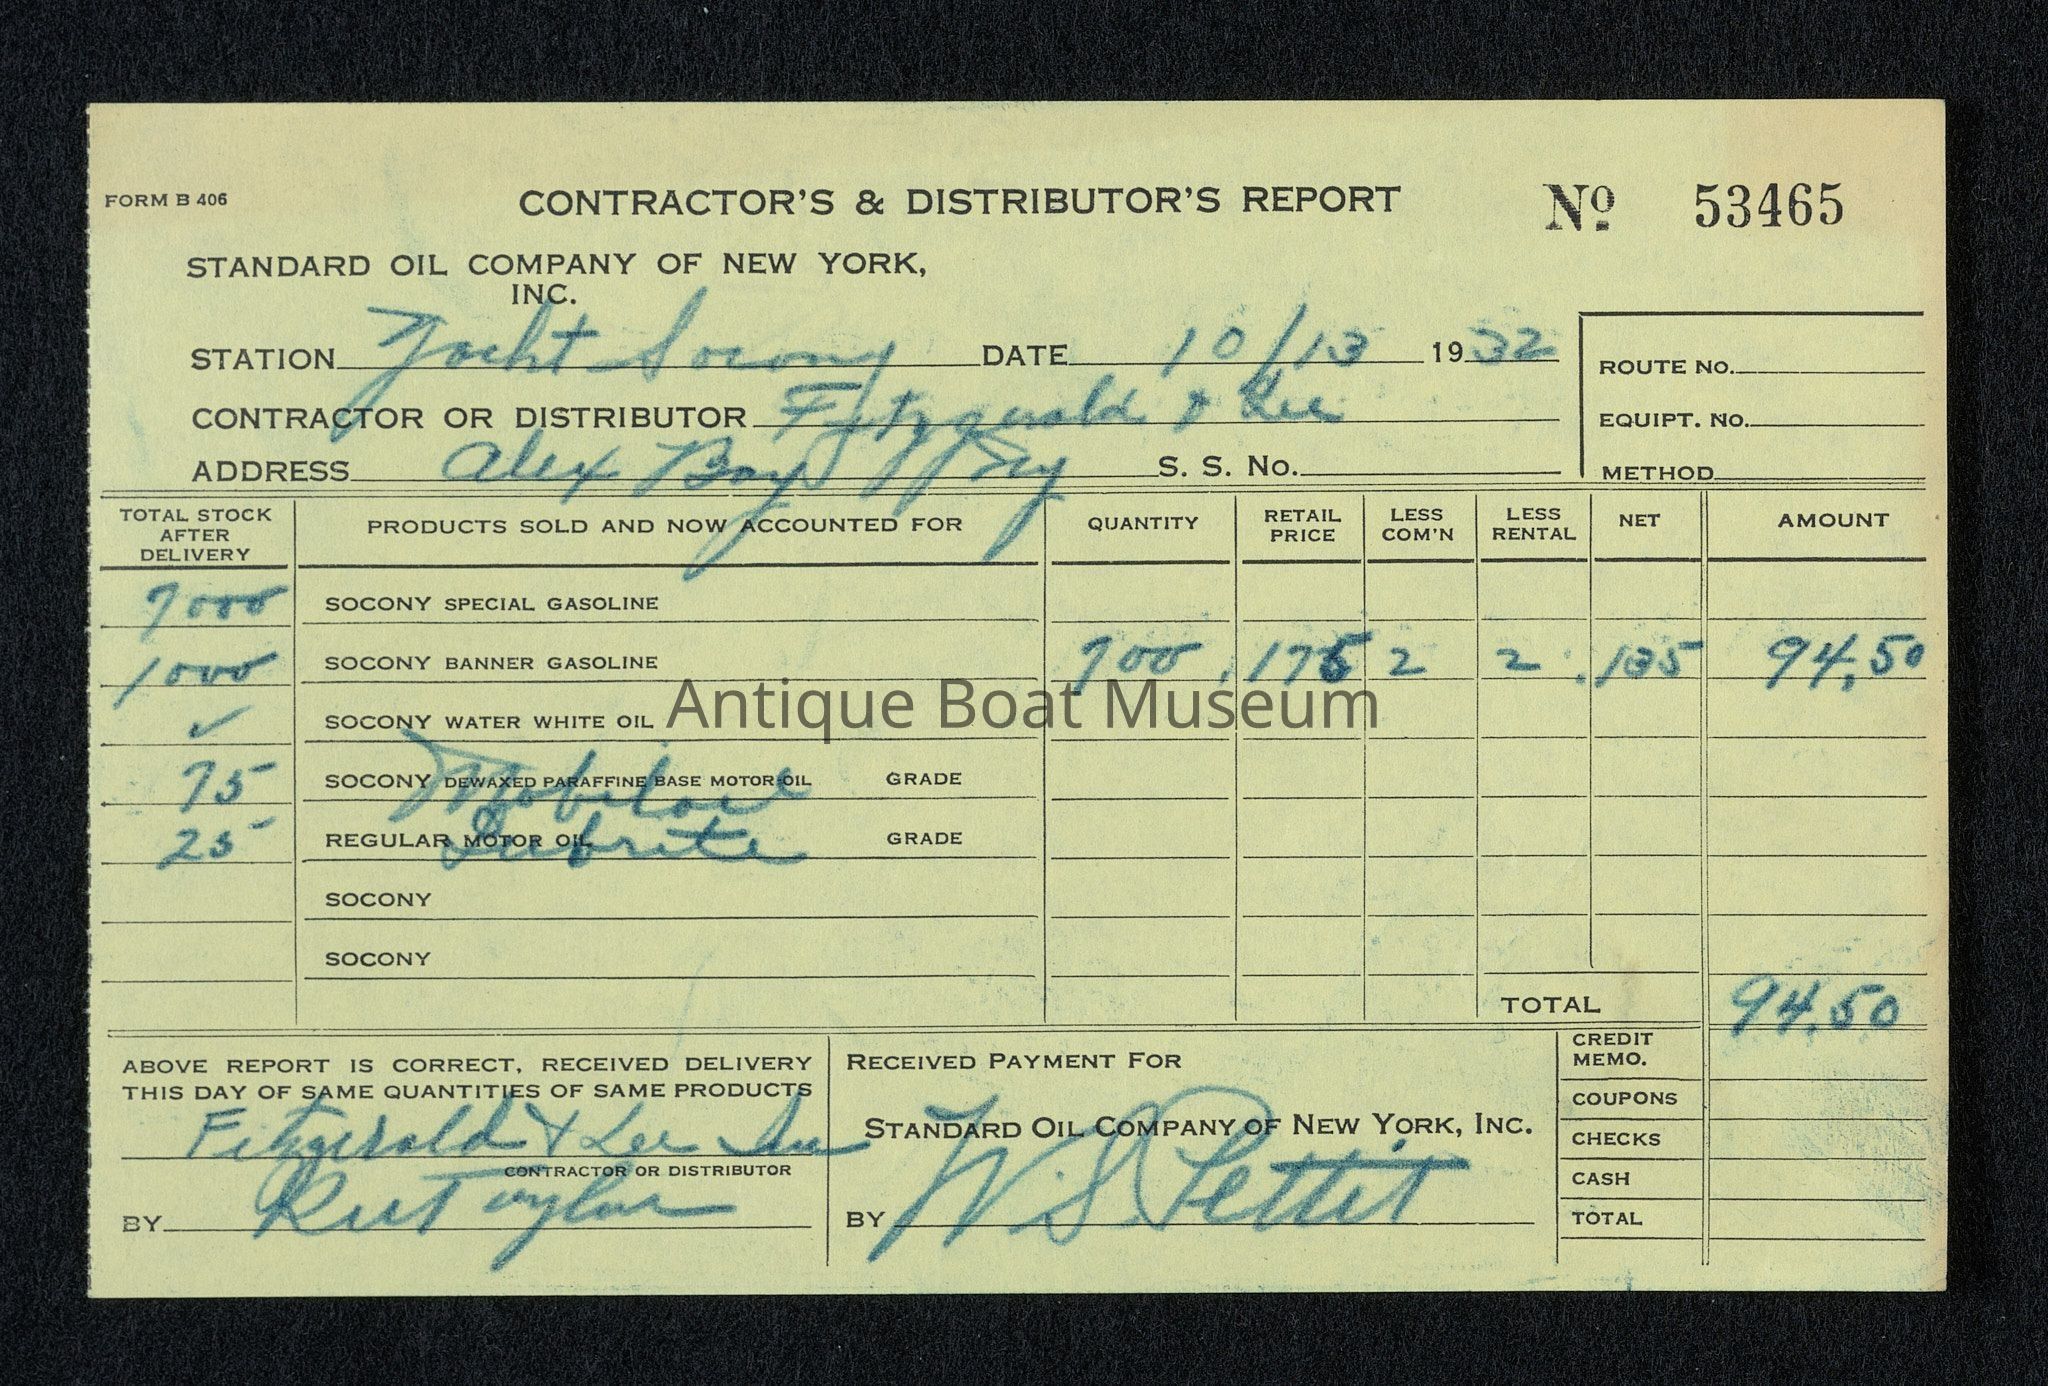 FORM B 406
CONTRACTOR'S & DISTRIBUTOR'S REPORT
Nº 53465
STANDARD OIL COMPANY OF NEW YORK,
INC.
STATION Yacht Socony DATE 10/13 1932
ROUTE NO.
CONTRACTOR OR DISTRIBUTOR Fitzgerald & Lee
EQUIPT. NO.
ADDRESS Alex Bay NY S. S. No.
METHOD
TOTAL STOCK AFTER DELIVERY PRODUCTS SOLD AND NOW ACCOUNTED FOR QUANTITY RETAIL PRICE LESS COM'N LESS RENTAL NET AMOUNT
7000 SOCONY SPECIAL GASOLINE
1000 SOCONY BANNER GASOLINE 700 .175 2 2 .135 94.50
✓ SOCONY WATER WHITE OIL
Antique Boat Museum
75 SOCONY DEWAXED PARAFFINE BASE MOTOR OIL Mobiloil GRADE
25 REGULAR MOTOR OIL Lubrite GRADE
SOCONY
SOCONY
TOTAL 94.50
ABOVE REPORT IS CORRECT, RECEIVED DELIVERY
THIS DAY OF SAME QUANTITIES OF SAME PRODUCTS
Fitzgerald & Lee Inc
CONTRACTOR OR DISTRIBUTOR
BY Taylor
RECEIVED PAYMENT FOR
STANDARD OIL COMPANY OF NEW YORK, INC.
BY W. S. Pettit
CREDIT MEMO.
COUPONS
CHECKS
CASH
TOTAL